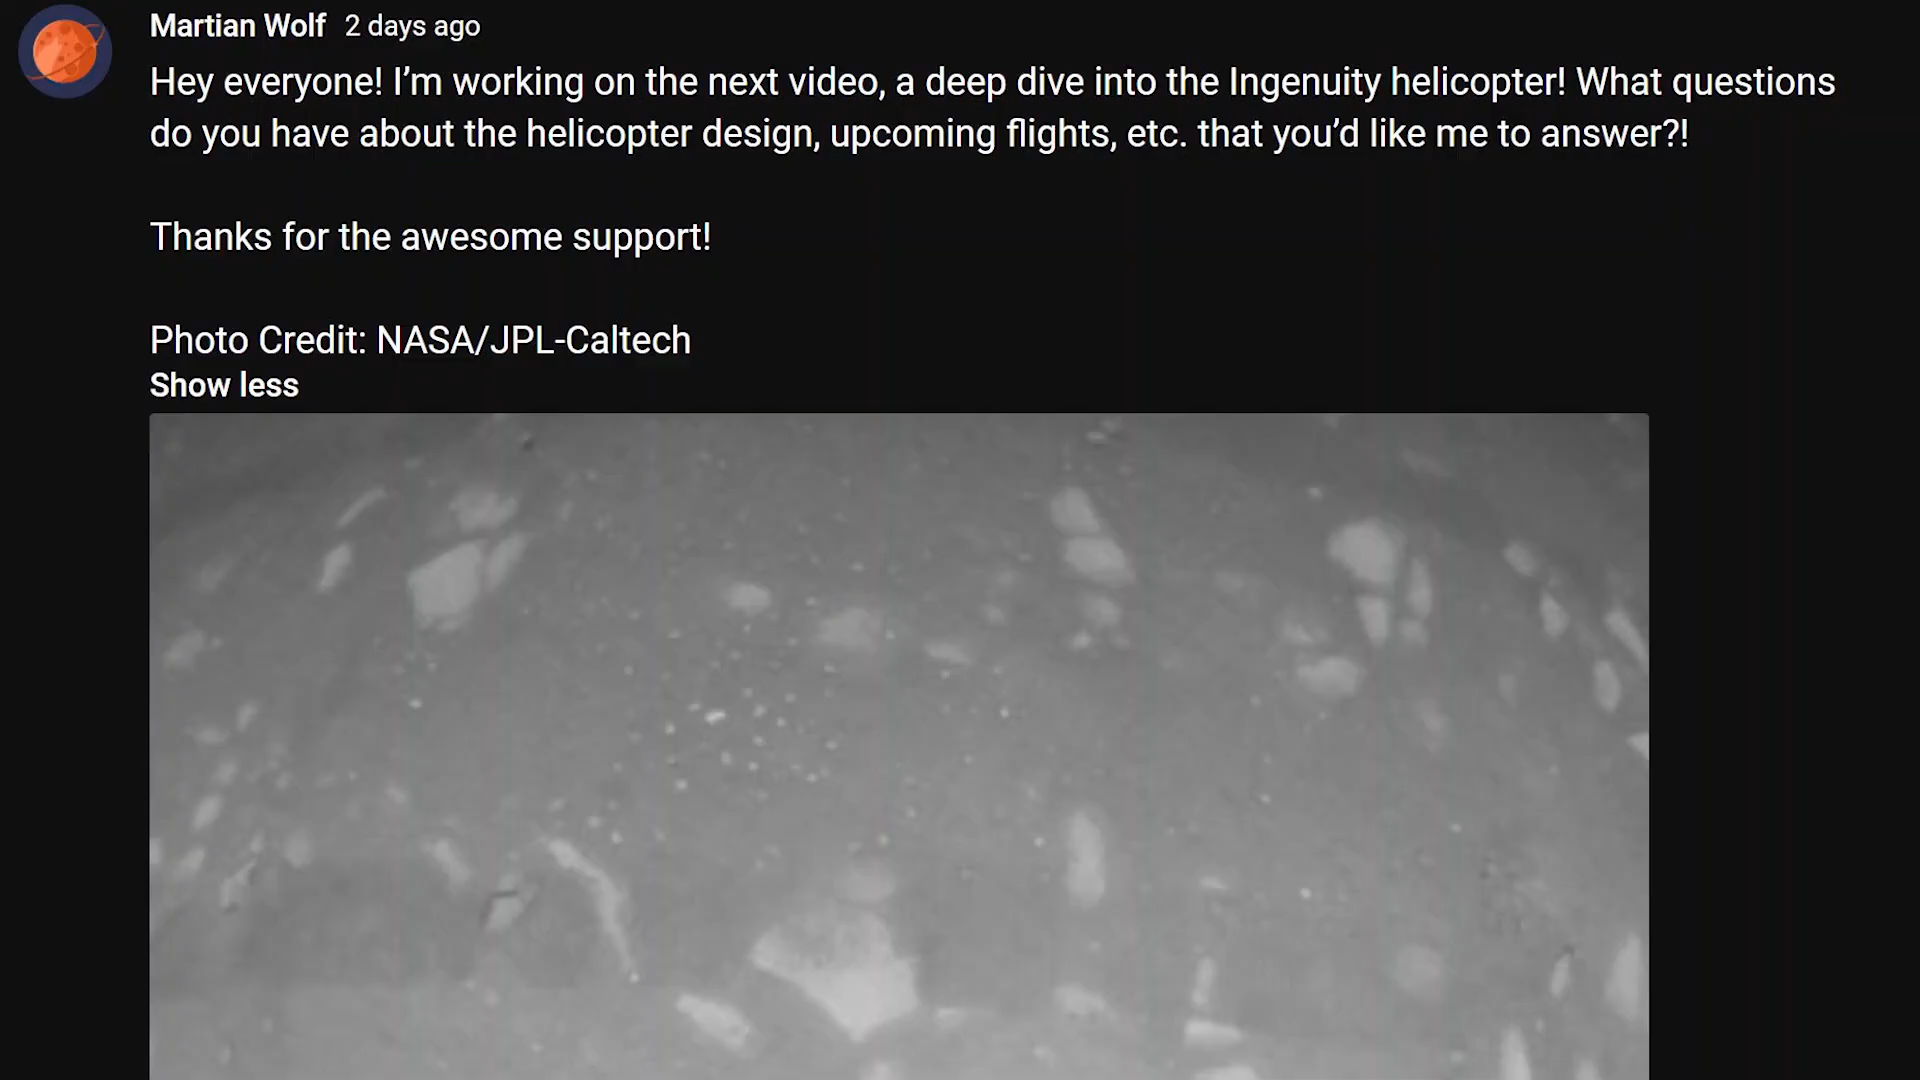 Martian Wolf 2 days ago
Hey everyone! I’m working on the next video, a deep dive into the Ingenuity helicopter! What questions
do you have about the helicopter design, upcoming flights, etc. that you’d like me to answer?!
Thanks for the awesome support!
Photo Credit: NASA/JPL-Caltech
Show less